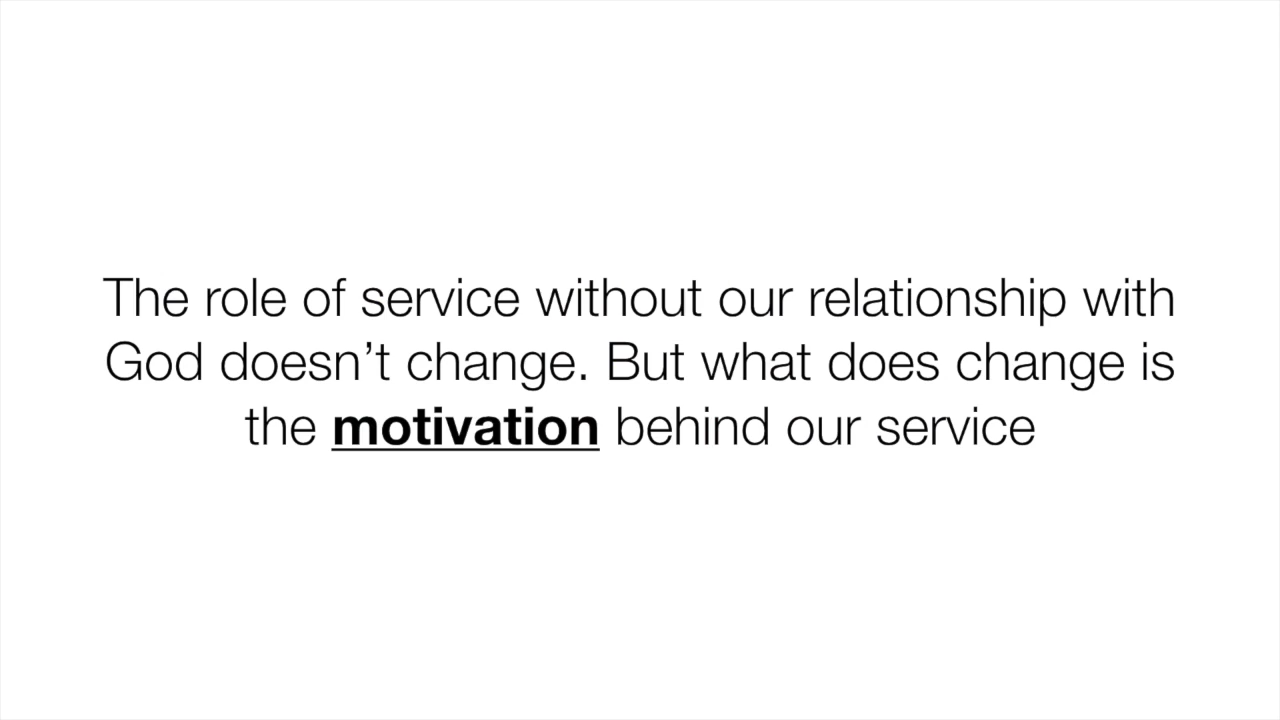 The role of service without our relationship with
God doesn’t change. But what does change is
the motivation behind our service